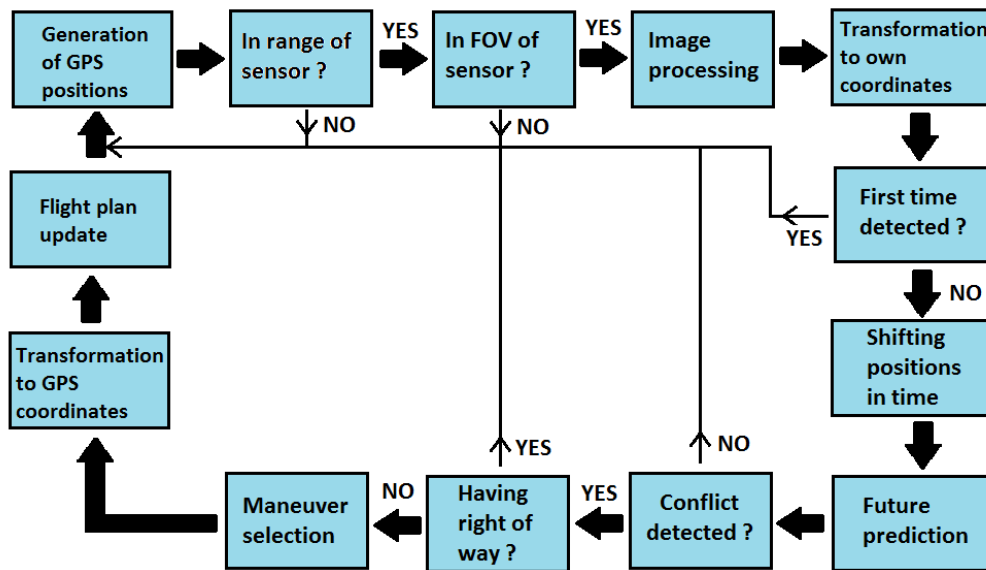 Generation
of GPS
positions
In range of
sensor ?
YES
In FOV of
sensor ?
YES
Image
processing
Transformation
to own
coordinates
NO
NO
Flight plan
update
First time
detected ?
YES
NO
Transformation
to GPS
coordinates
Shifting
positions
in time
YES
NO
Maneuver
selection
NO
Having
right of
way ?
YES
Conflict
detected ?
Future
prediction